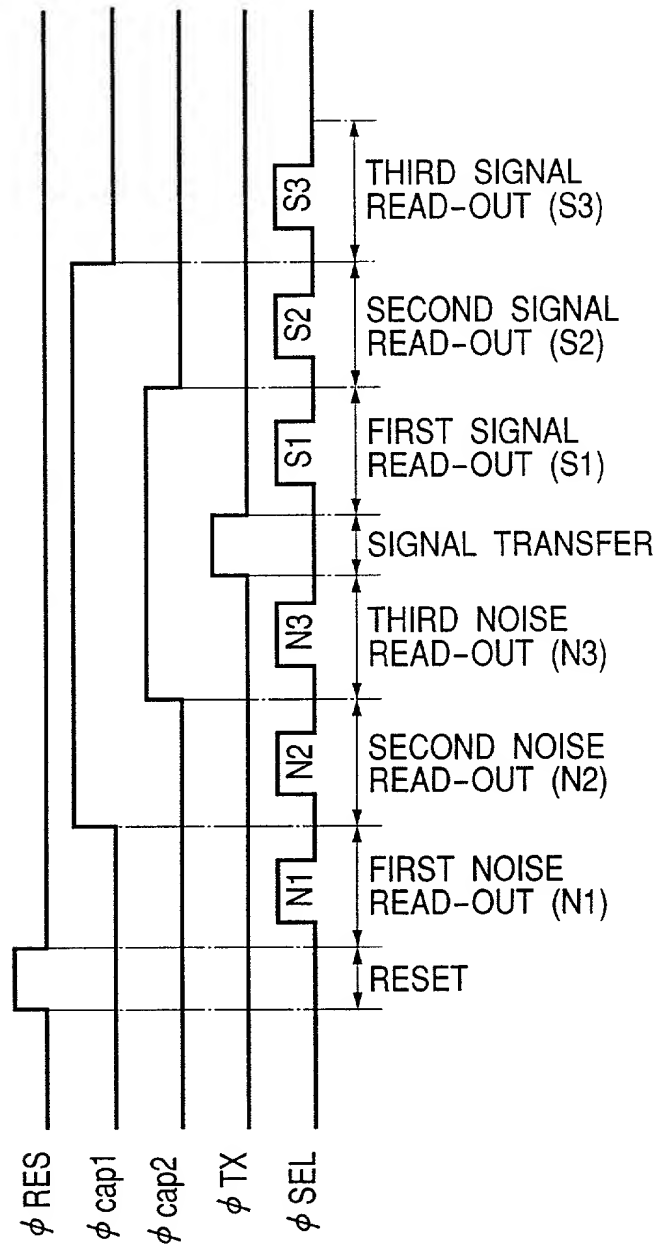 THIRD SIGNAL
READ-OUT (S3)
SECOND SIGNAL
READ-OUT (S2)
FIRST SIGNAL
READ-OUT (S1)
SIGNAL TRANSFER
THIRD NOISE
READ-OUT (N3)
SECOND NOISE
READ-OUT (N2)
FIRST NOISE
READ-OUT (N1)
RESET
S3
S2
S1
N3
N2
N1
ϕ RES
ϕ cap1
ϕ cap2
ϕ TX
ϕ SEL